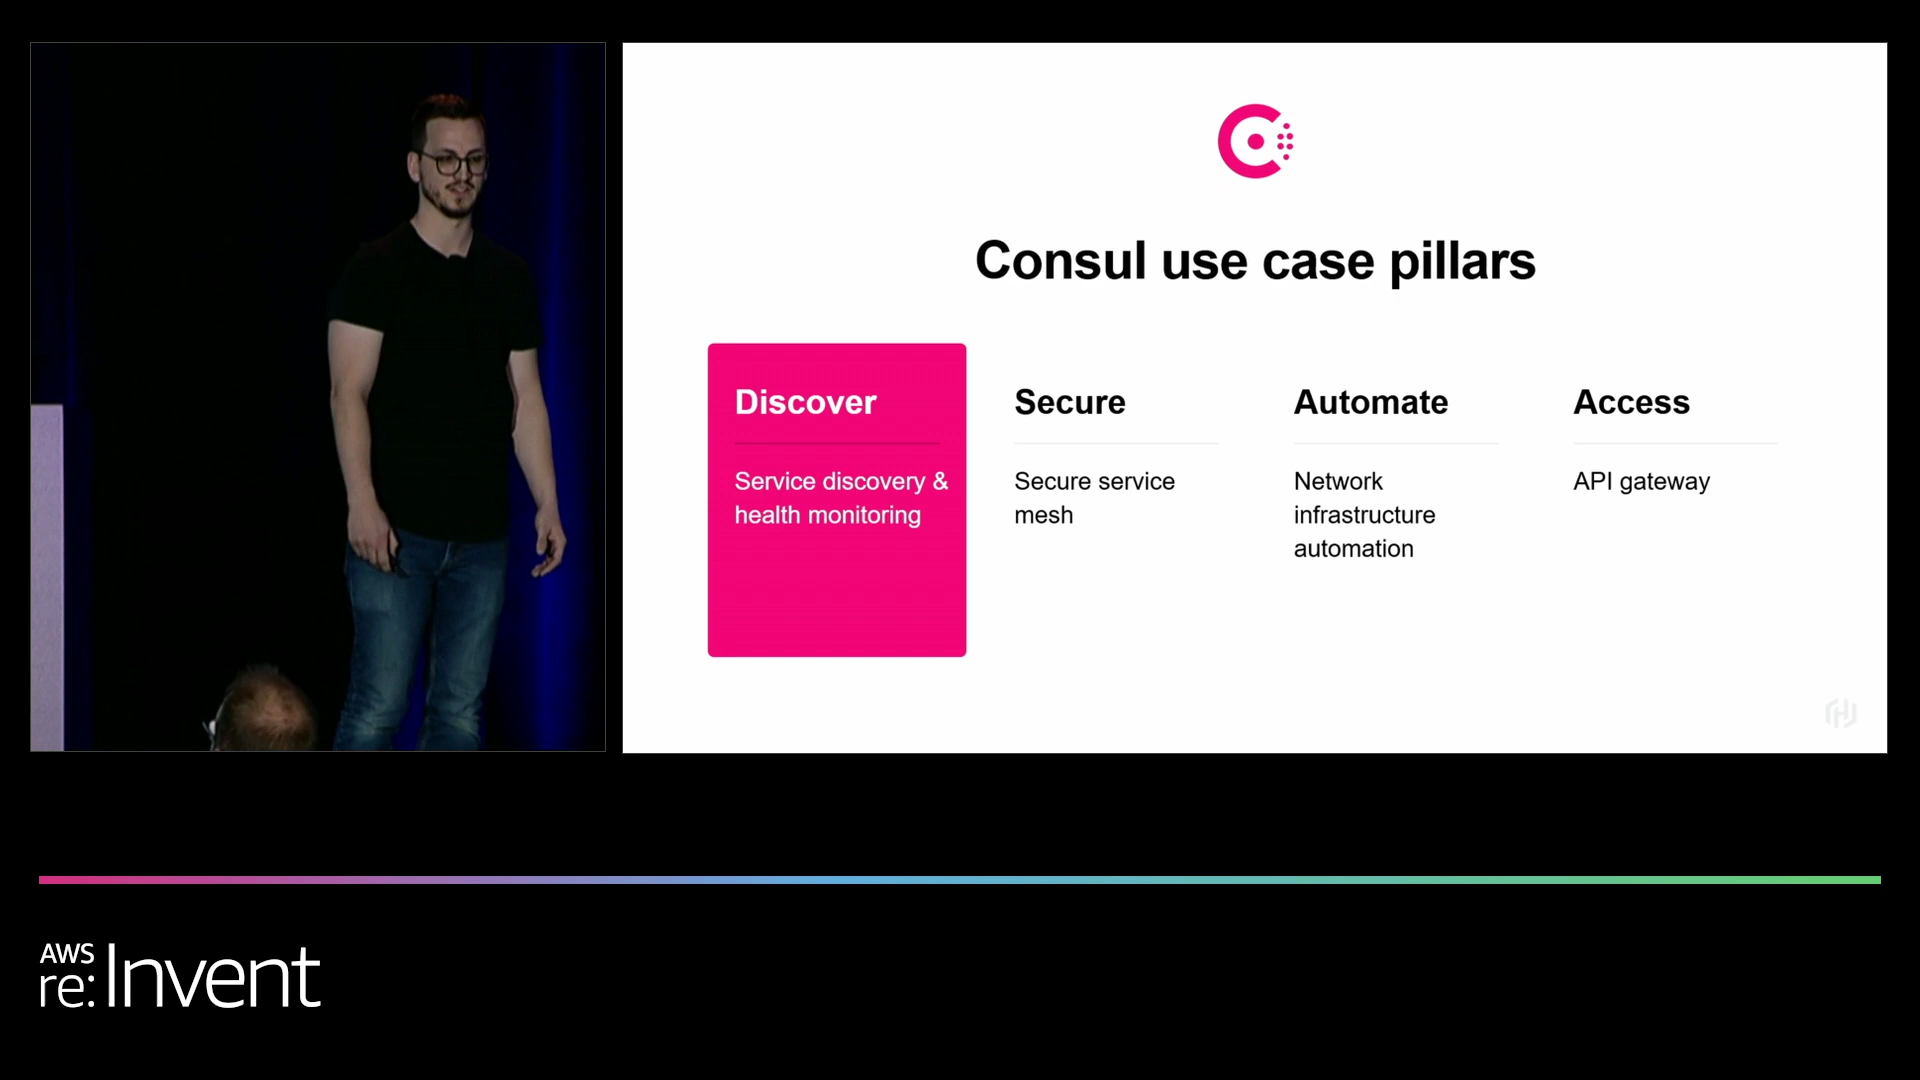 Consul use case pillars
Discover
Service discovery &
health monitoring
Secure
Secure service
mesh
Automate
Network
infrastructure
automation
Access
API gateway
AWS
re:Invent